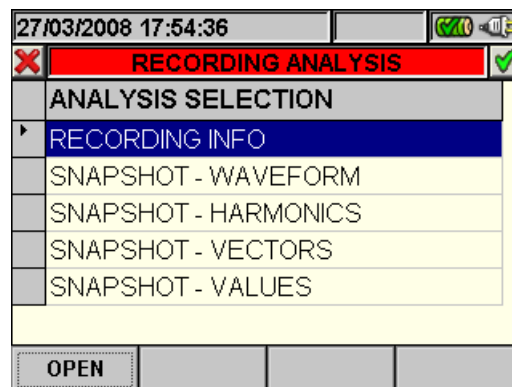 27/03/2008 17:54:36
RECORDING ANALYSIS
ANALYSIS SELECTION
RECORDING INFO
SNAPSHOT - WAVEFORM
SNAPSHOT - HARMONICS
SNAPSHOT - VECTORS
SNAPSHOT - VALUES
OPEN